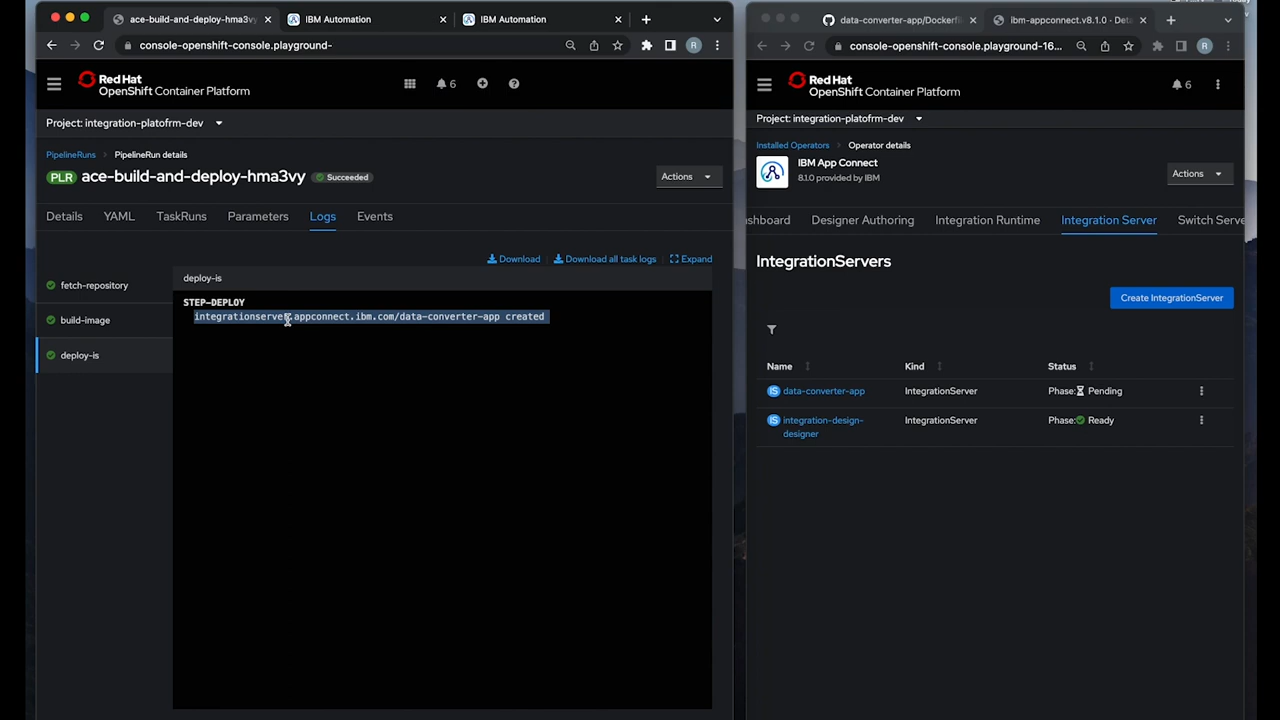 ace-build-and-deploy-hma3vy
IBM Automation
IBM Automation
console-openshift-console.playground-
R
Red Hat
OpenShift Container Platform
6
Project: integration-platofrm-dev
PipelineRuns
PipelineRun details
PLR ace-build-and-deploy-hma3vy Succeeded
Actions
Details YAML TaskRuns Parameters Logs Events
Download Download all task logs Expand
fetch-repository
build-image
deploy-is
deploy-is
STEP-DEPLOY
integrationserver.appconnect.ibm.com/data-converter-app created
data-converter-app/Dockerfi
ibm-appconnect.v8.1.0 - Deta
console-openshift-console.playground-16...
R
Red Hat
OpenShift Container Platform
6
Project: integration-platofrm-dev
Installed Operators
Operator details
IBM App Connect
8.1.0 provided by IBM
Actions
shboard Designer Authoring Integration Runtime Integration Server Switch Serve
IntegrationServers
Create IntegrationServer
Name Kind Status
IS data-converter-app IntegrationServer Phase: Pending
IS integration-design- IntegrationServer Phase: Ready
designer